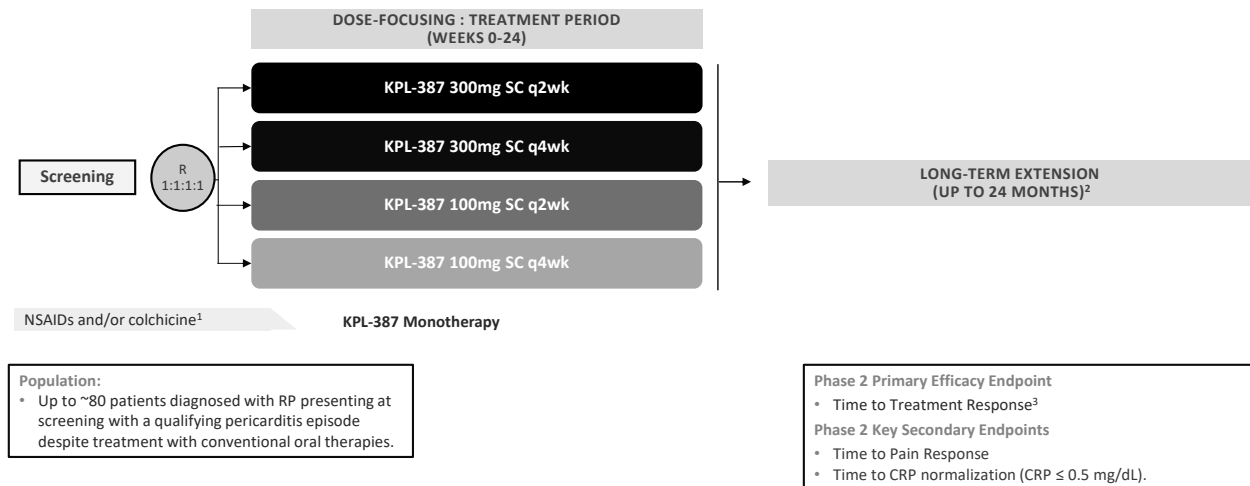 DOSE-FOCUSING : TREATMENT PERIOD
(WEEKS 0-24)
KPL-387 300mg SC q2wk
KPL-387 300mg SC q4wk
Screening
R
1:1:1:1
KPL-387 100mg SC q2wk
KPL-387 100mg SC q4wk
LONG-TERM EXTENSION
(UP TO 24 MONTHS)²
NSAIDs and/or colchicine¹
KPL-387 Monotherapy
Population:
• Up to ~80 patients diagnosed with RP presenting at
screening with a qualifying pericarditis episode
despite treatment with conventional oral therapies.
Phase 2 Primary Efficacy Endpoint
• Time to Treatment Response³
Phase 2 Key Secondary Endpoints
• Time to Pain Response
• Time to CRP normalization (CRP ≤ 0.5 mg/dL).